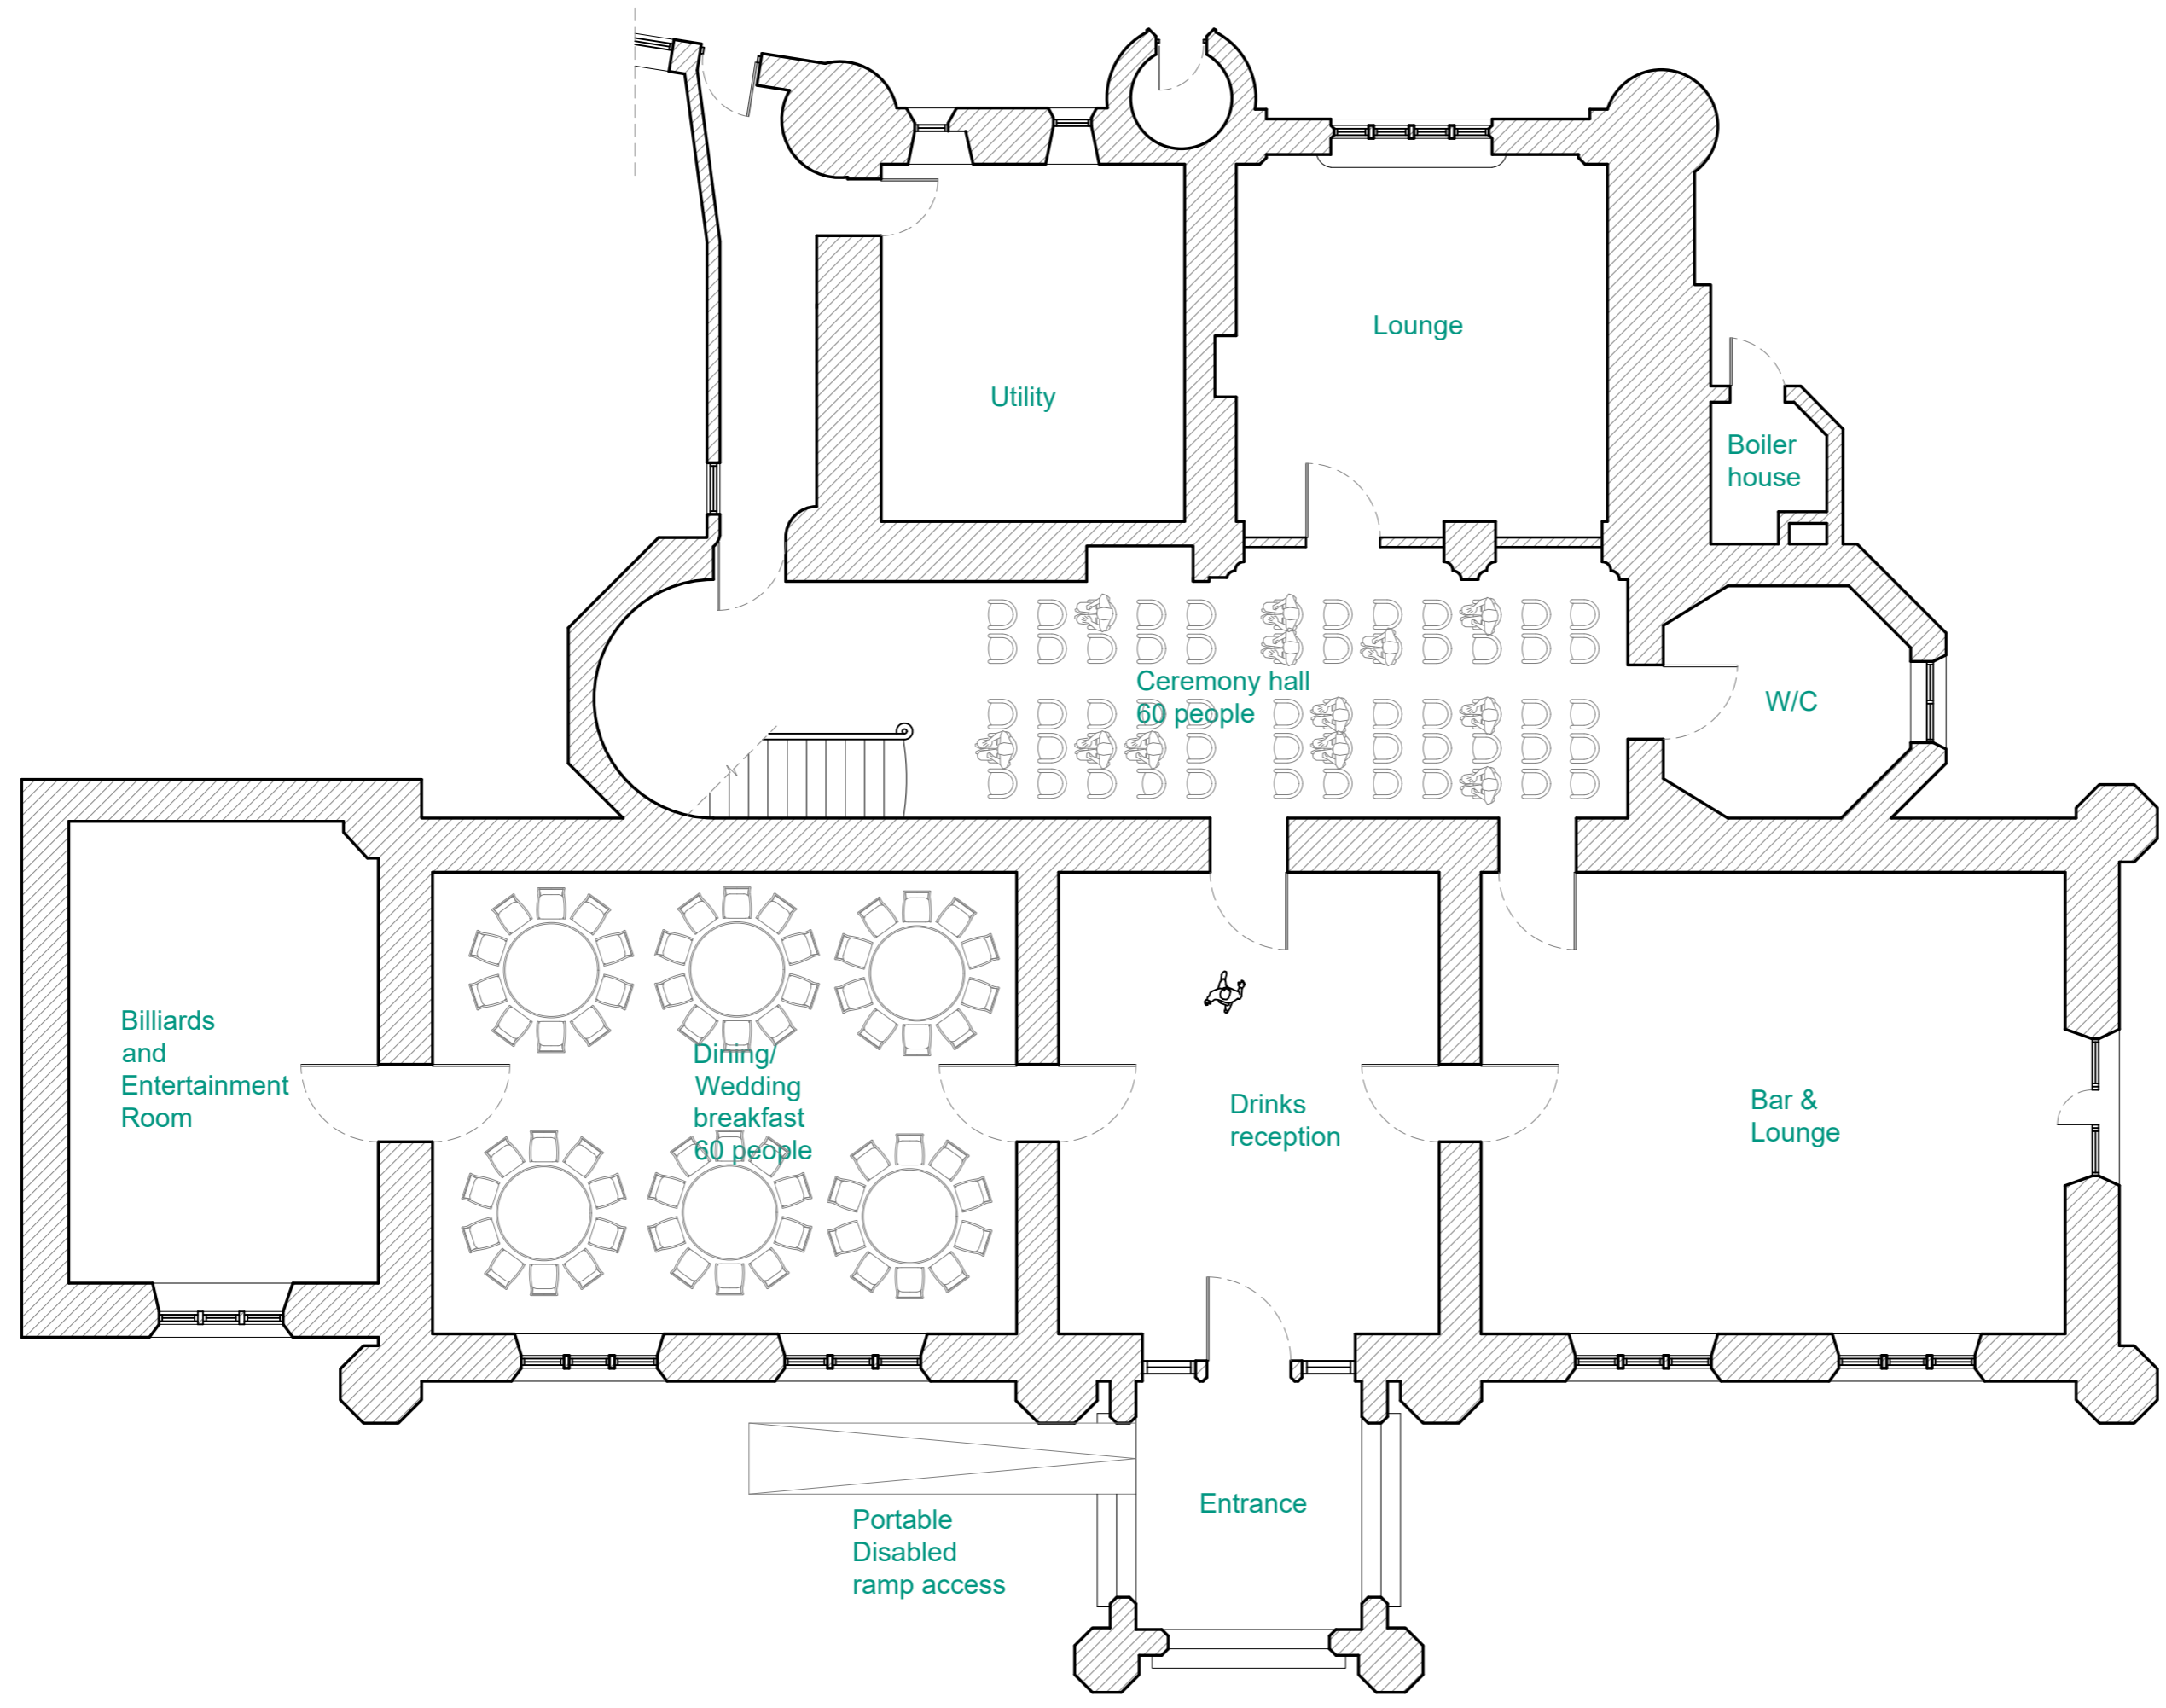 Lounge
Utility
Boiler
house
Ceremony hall
60 people
W/C
Billiards
and
Entertainment
Room
Dining/
Wedding
breakfast
60 people
Drinks
reception
Bar &
Lounge
Entrance
Portable
Disabled
ramp access